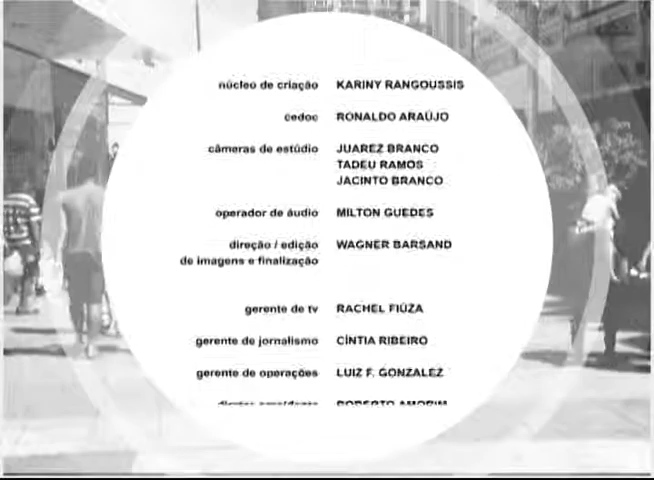 núcleo de criação KARINY RANGOUSSIS
cedoc RONALDO ARAÚJO
câmeras de estúdio JUAREZ BRANCO
TADEU RAMOS
JACINTO BRANCO
operador de áudio MILTON GUEDES
direção / edição WAGNER BARSAND
de imagens e finalização
gerente de tv RACHEL FIÚZA
gerente de jornalismo CÍNTIA RIBEIRO
gerente de operações LUIZ F. GONZALEZ
ROBERTO AMORIM